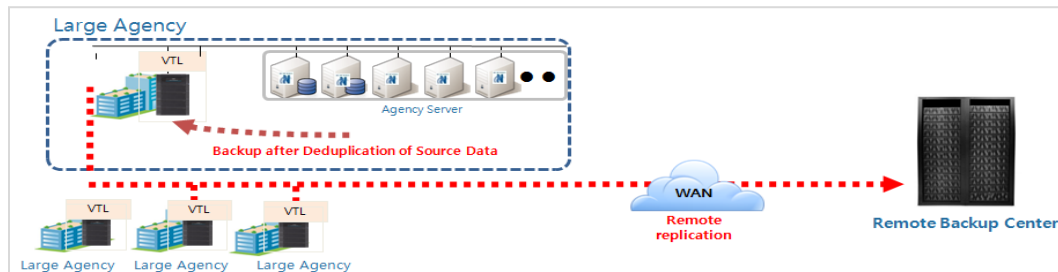 Large Agency
VTL
Agency Server
Backup after Deduplication of Source Data
WAN
Remote
replication
Remote Backup Center
VTL
VTL
VTL
Large Agency
Large Agency
Large Agency